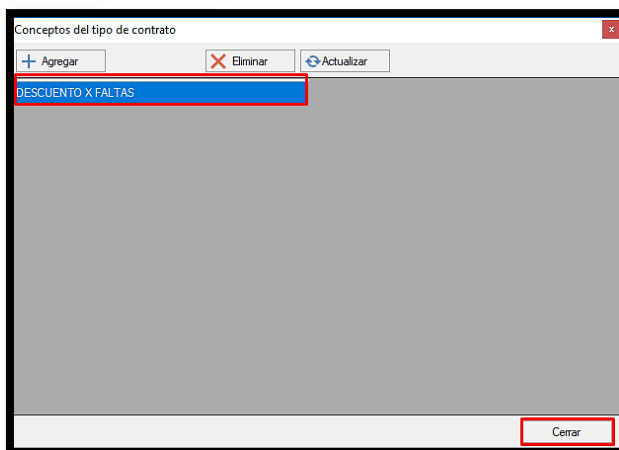 Conceptos del tipo de contrato
Agregar Eliminar Actualizar
DESCUENTO X FALTAS
Cerrar